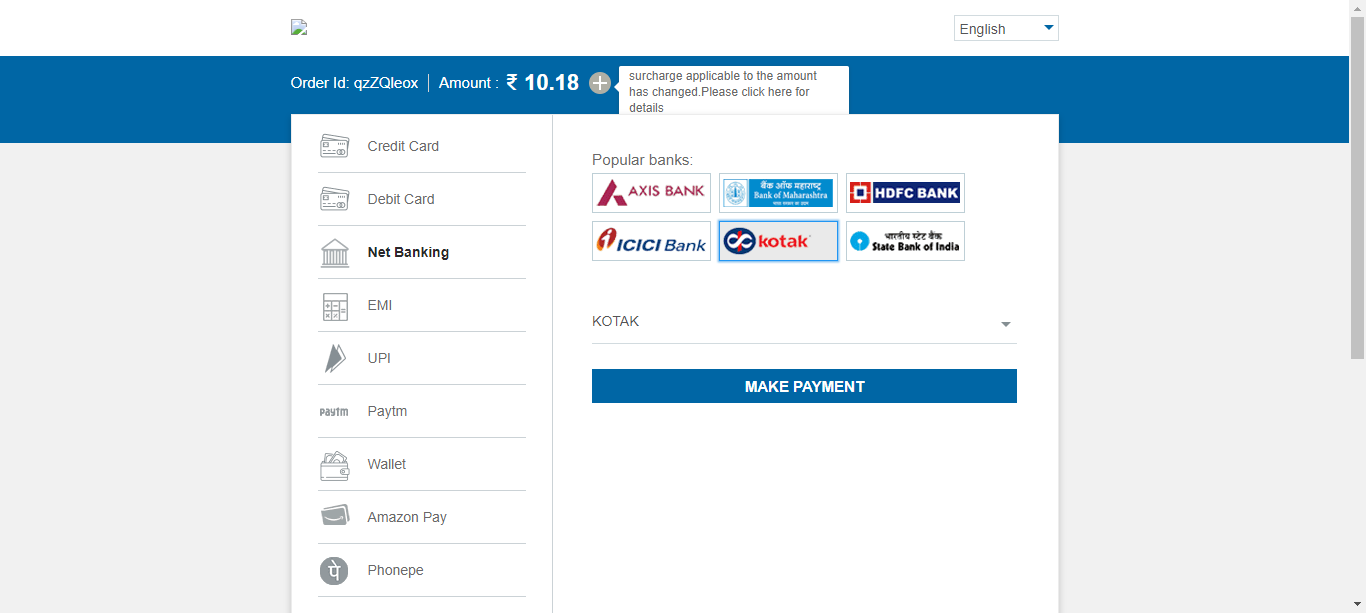 English
Order Id: qzZQleox
Amount : ₹ 10.18
surcharge applicable to the amount
has changed.Please click here for
details
Credit Card
Debit Card
Net Banking
EMI
UPI
Paytm
Paytm
Wallet
Amazon Pay
पे
Phonepe
Popular banks:
AXIS BANK
बैंक ऑफ महाराष्ट्र
Bank of Maharashtra
HDFC BANK
ICICI Bank
kotak
भारतीय स्टेट बैंक
State Bank of India
KOTAK
MAKE PAYMENT